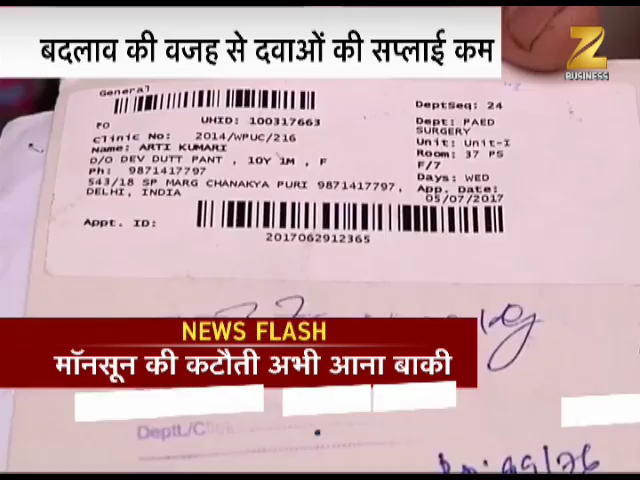 बदलाव की वजह से दवाओं की सप्लाई कम
Z
BUSINESS
General
UHID: 100317663
Clinic No: 2014/WPUC/216
Name: ARTI KUMARI
D/O DEV DUTT PANT , 10Y 1M , F
Ph: 9871417797
543/18 SP MARG CHANAKYA PURI 9871417797,
DELHI, INDIA
Appt. ID:
2017062912365
DeptSeq: 24
Dept: PAED
SURGERY
Unit: Unit-I
Room: 37 PS
F/7
Days: WED
App. Date:
05/07/2017
NEWS FLASH
मॉनसून की कटौती अभी आना बाकी
Deptt./